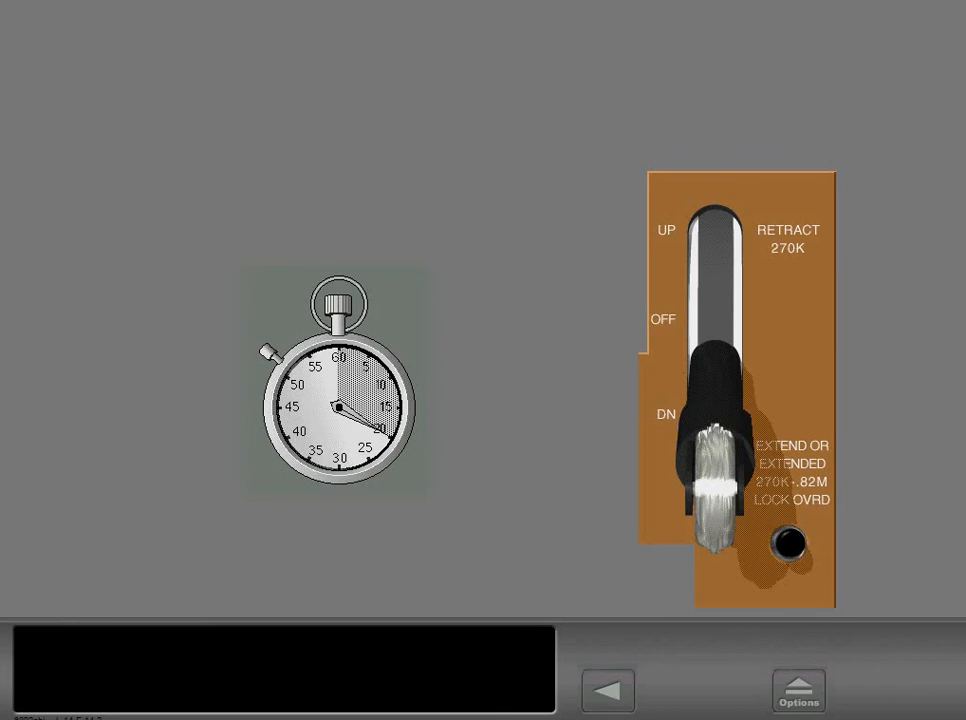 60
55
5
50
10
45
15
40
20
35
25
30
UP
RETRACT
270K
OFF
DN
EXTEND OR
EXTENDED
270K-.82M
LOCK OVRD
Options